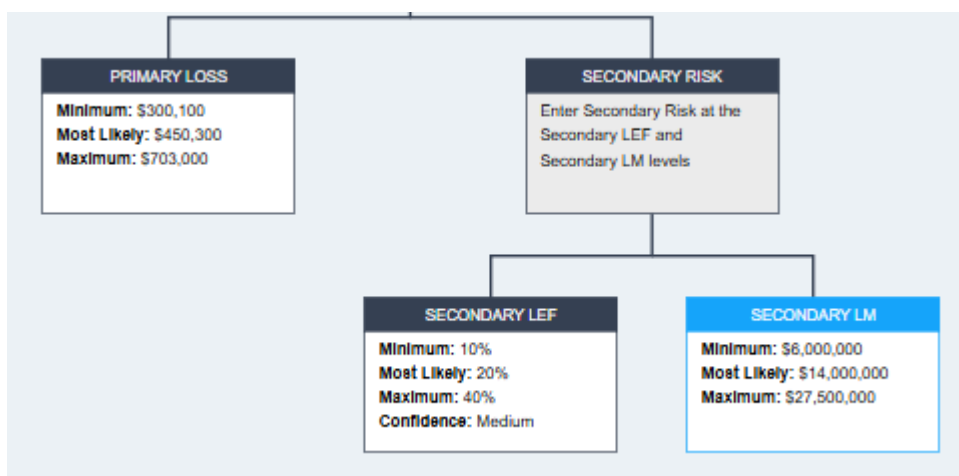 PRIMARY LOSS
Minimum: $300,100
Most Likely: $450,300
Maximum: $703,000
SECONDARY RISK
Enter Secondary Risk at the
Secondary LEF and
Secondary LM levels
SECONDARY LEF
Minimum: 10%
Most Likely: 20%
Maximum: 40%
Confidence: Medium
SECONDARY LM
Minimum: $6,000,000
Most Likely: $14,000,000
Maximum: $27,500,000